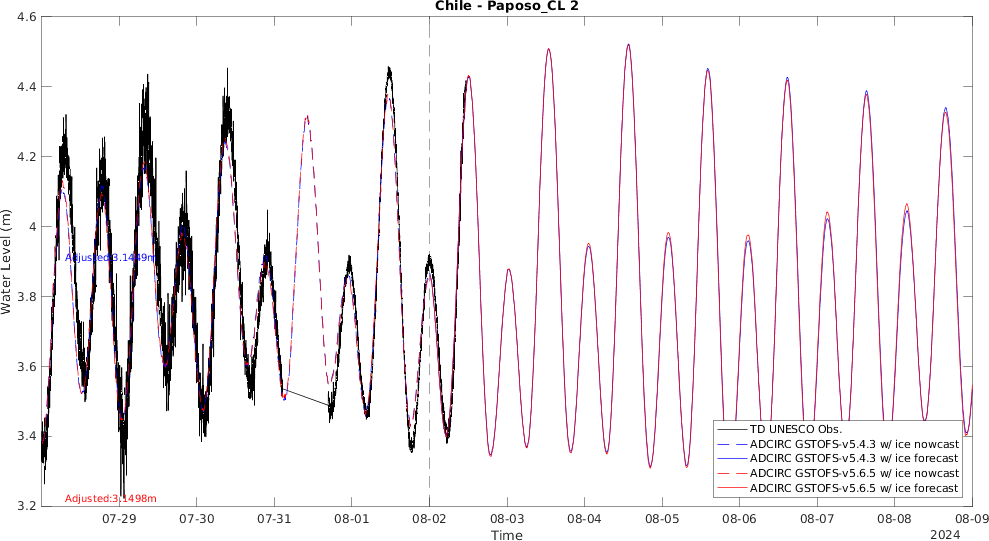 Chile - Paposo_CL 2
Water Level (m)
4.6
4.4
4.2
4
3.8
3.6
3.4
3.2
Adjusted:3.1449m
Adjusted:3.1498m
TD UNESCO Obs.
ADCIRC GSTOFS-v5.4.3 w/ ice nowcast
ADCIRC GSTOFS-v5.4.3 w/ ice forecast
ADCIRC GSTOFS-v5.6.5 w/ ice nowcast
ADCIRC GSTOFS-v5.6.5 w/ ice forecast
07-29 07-30 07-31 08-01 08-02 08-03 08-04 08-05 08-06 08-07 08-08 08-09
Time
2024